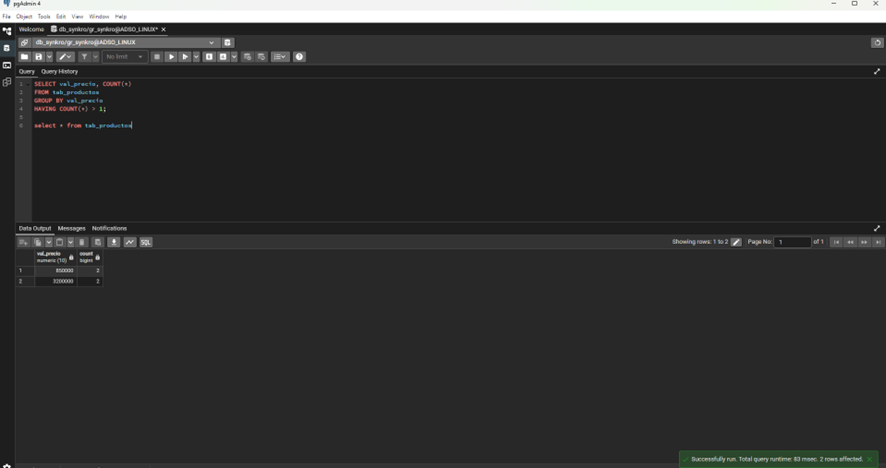 pgAdmin 4
File Object Tools Edit View Window Help
Welcome db_synkro/gr_synkro@ADSO_LINUX*
db_synkro/gr_synkro@ADSO_LINUX
No limit
Query Query History
1 SELECT val_precio, COUNT(*)
2 FROM tab_productos
3 GROUP BY val_precio
4 HAVING COUNT(*) > 1;
5
6 select * from tab_productos
Data Output Messages Notifications
SQL Showing rows: 1 to 2 Page No: 1 of 1
val_precio count
numeric (10) bigint
1 850000 2
2 3200000 2
Successfully run. Total query runtime: 83 msec. 2 rows affected.